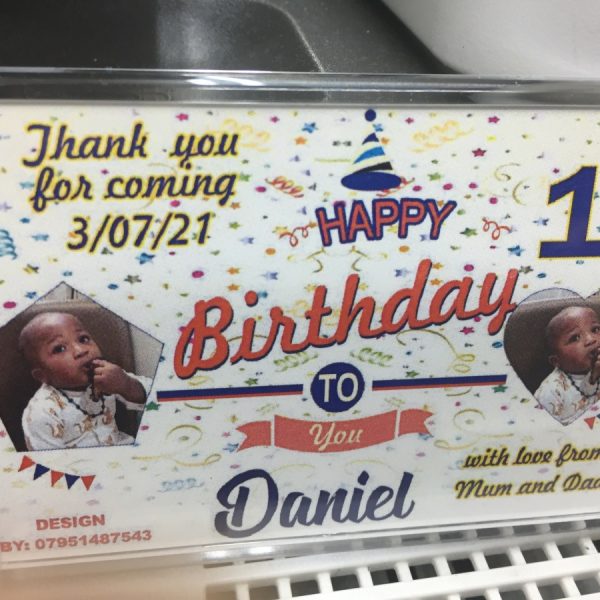 Thank you
for coming
3/07/21
HAPPY
1
Birthday
TO
You
Daniel
with love from
Mum and Dad
DESIGN
BY: 07951487543